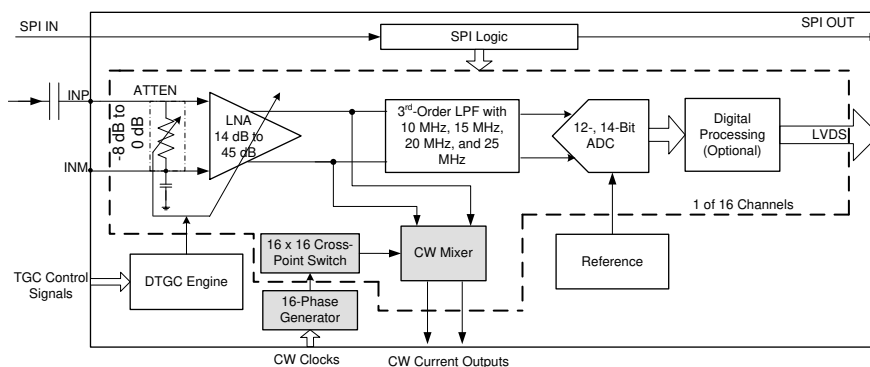 SPI IN
SPI Logic
SPI OUT
INP
ATTEN
-8 dB to
0 dB
INM
LNA
14 dB to
45 dB
3rd-Order LPF with
10 MHz, 15 MHz,
20 MHz, and 25
MHz
12-, 14-Bit
ADC
Digital
Processing
(Optional)
LVDS
1 of 16 Channels
16 x 16 Cross-
Point Switch
CW Mixer
Reference
TGC Control
Signals
DTGC Engine
16-Phase
Generator
CW Clocks
CW Current Outputs